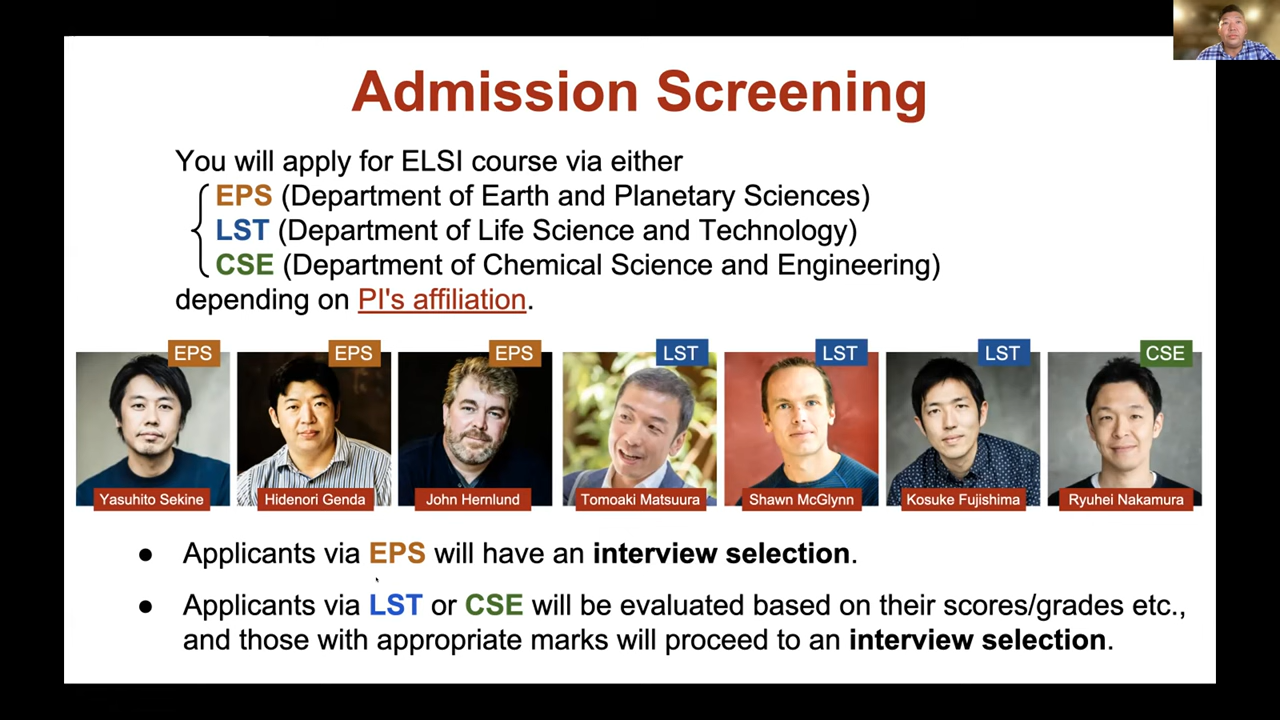 Admission Screening
You will apply for ELSI course via either
EPS (Department of Earth and Planetary Sciences)
LST (Department of Life Science and Technology)
CSE (Department of Chemical Science and Engineering)
depending on PI's affiliation.
EPS
EPS
EPS
LST
LST
LST
CSE
Yasuhito Sekine
Hidenori Genda
John Hernlund
Tomoaki Matsuura
Shawn McGlynn
Kosuke Fujishima
Ryuhei Nakamura
● Applicants via EPS will have an interview selection.
● Applicants via LST or CSE will be evaluated based on their scores/grades etc.,
and those with appropriate marks will proceed to an interview selection.